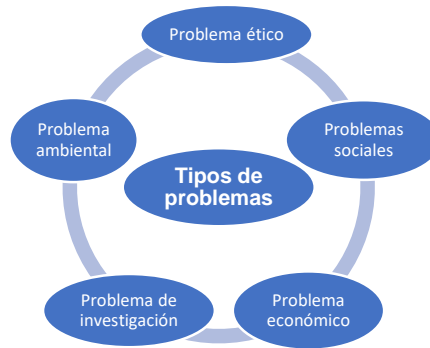 Problema ético
Problemas
sociales
Problema
económico
Problema de
investigación
Problema
ambiental
Tipos de
problemas